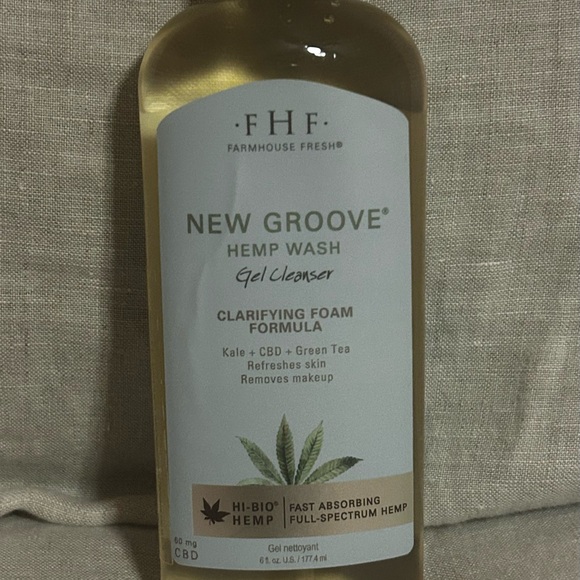 ·FHF·
FARMHOUSE FRESH®
NEW GROOVE®
HEMP WASH
Gel Cleanser
CLARIFYING FOAM
FORMULA
Kale + CBD + Green Tea
Refreshes skin
Removes makeup
HI-BIO® HEMP
FAST ABSORBING
FULL-SPECTRUM HEMP
60 mg
CBD
Gel nettoyant
6 fl. oz. U.S. / 177.4 ml